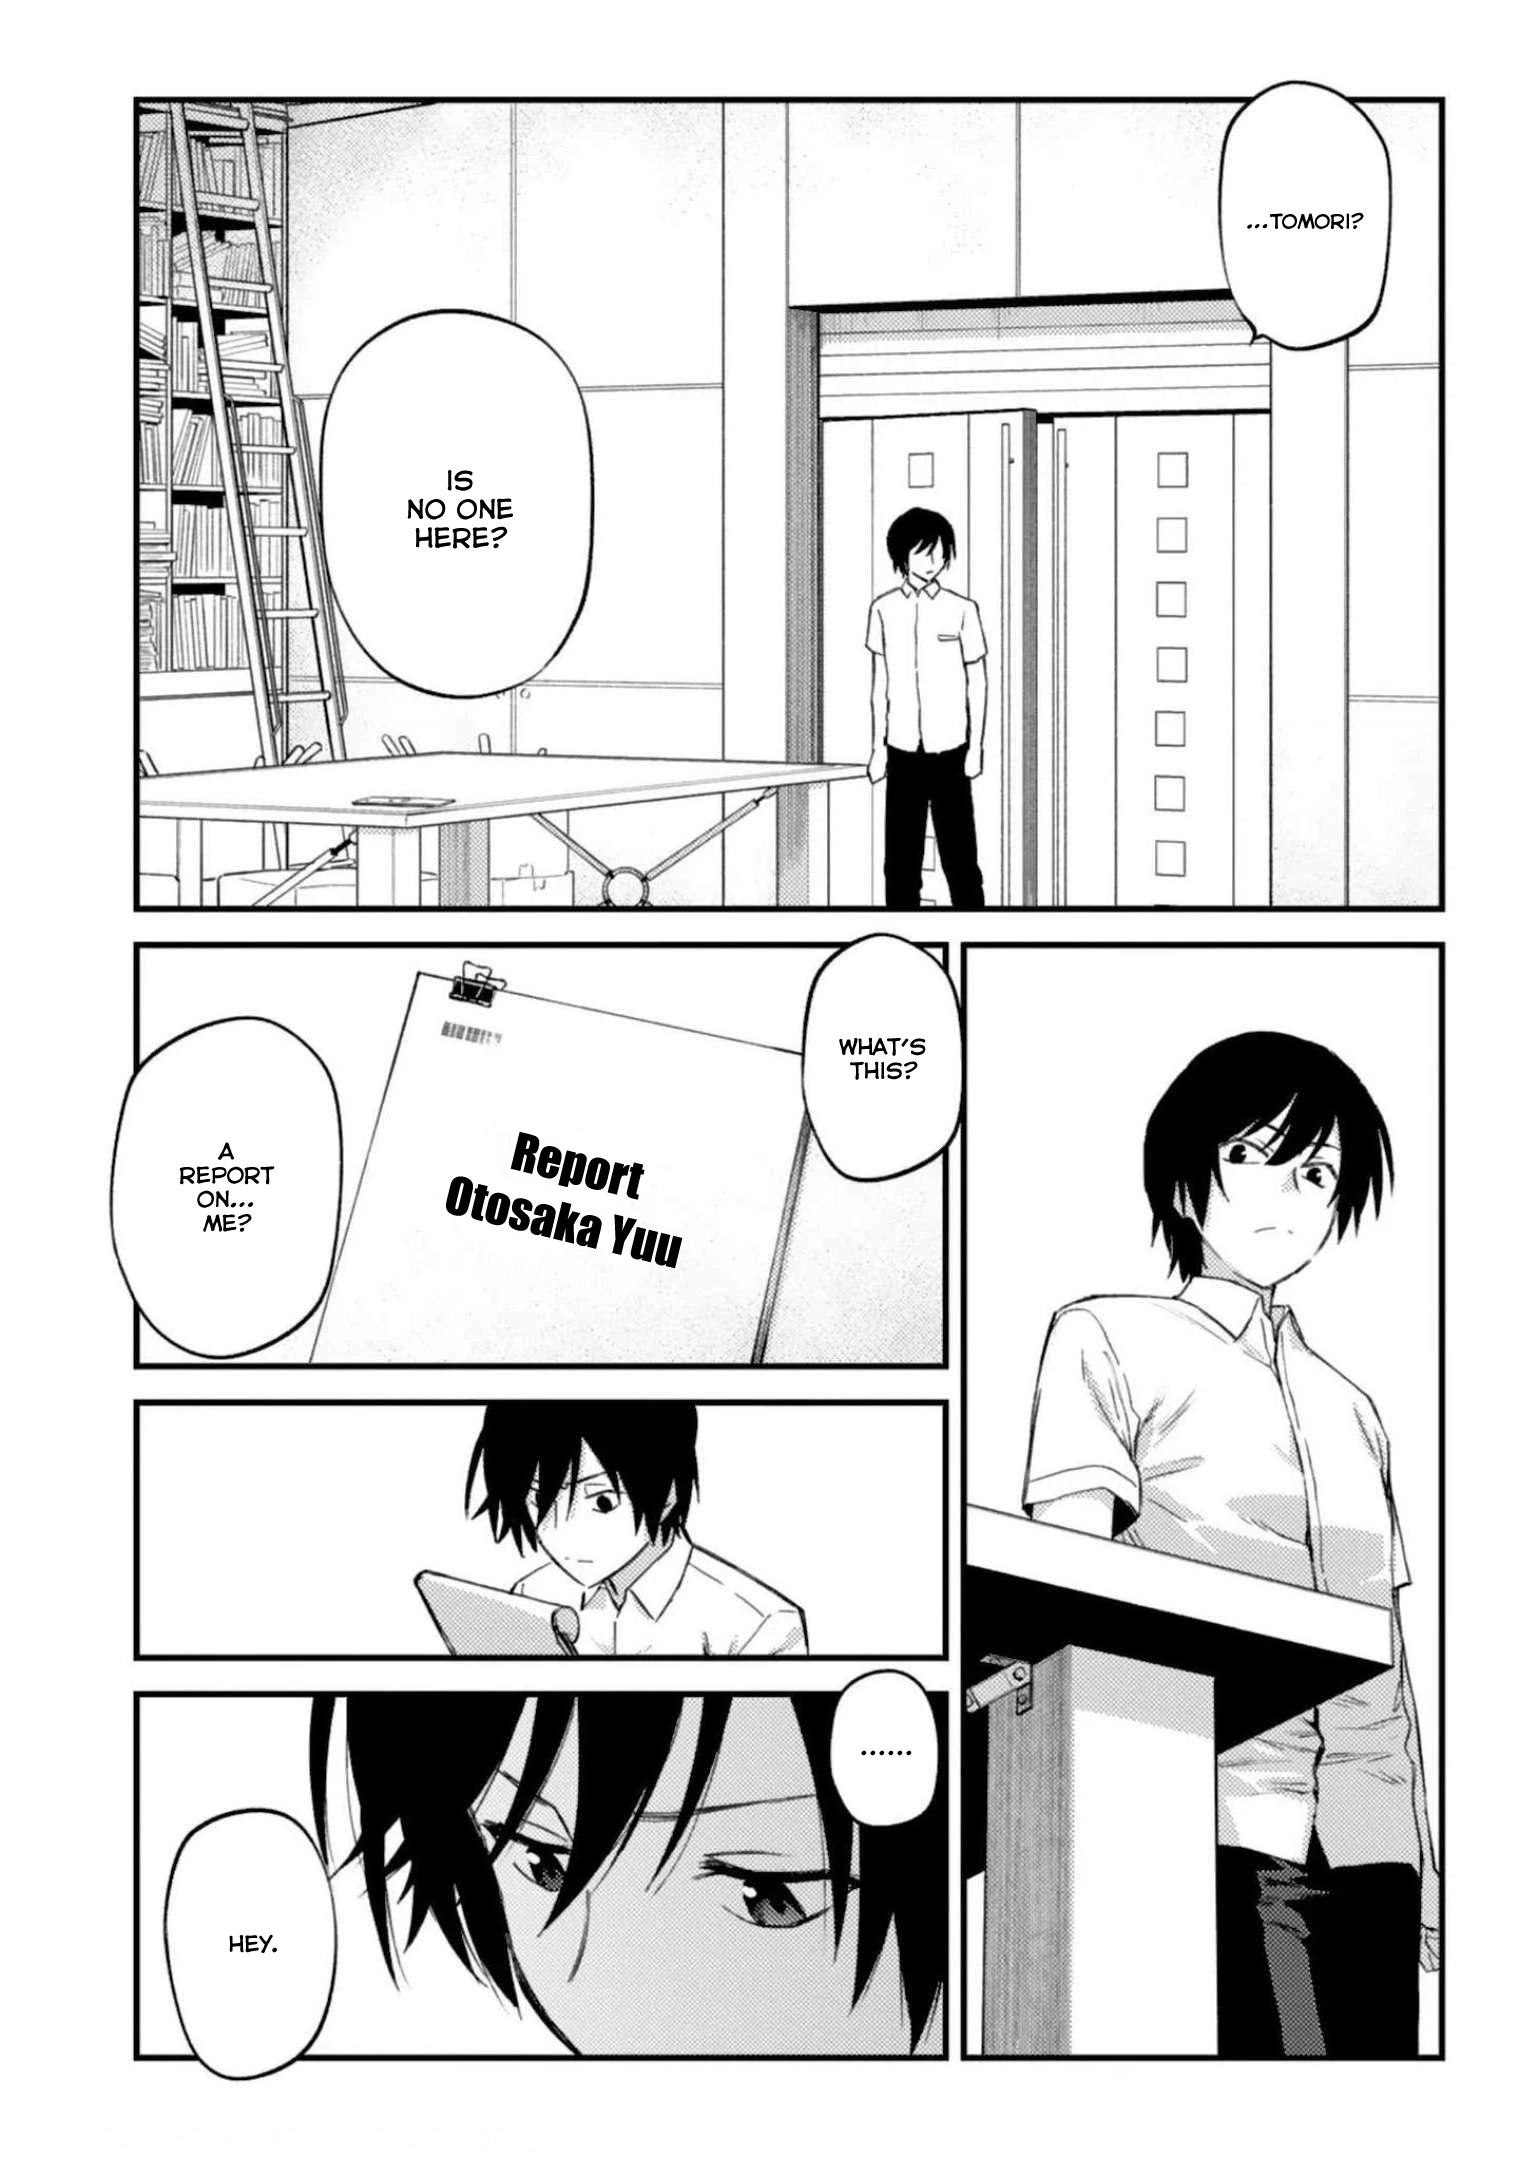 ...TOMORI?
IS
NO ONE
HERE?
WHAT'S
THIS?
Report
Otosaka Yuu
A
REPORT
ON...
ME?
......
HEY.